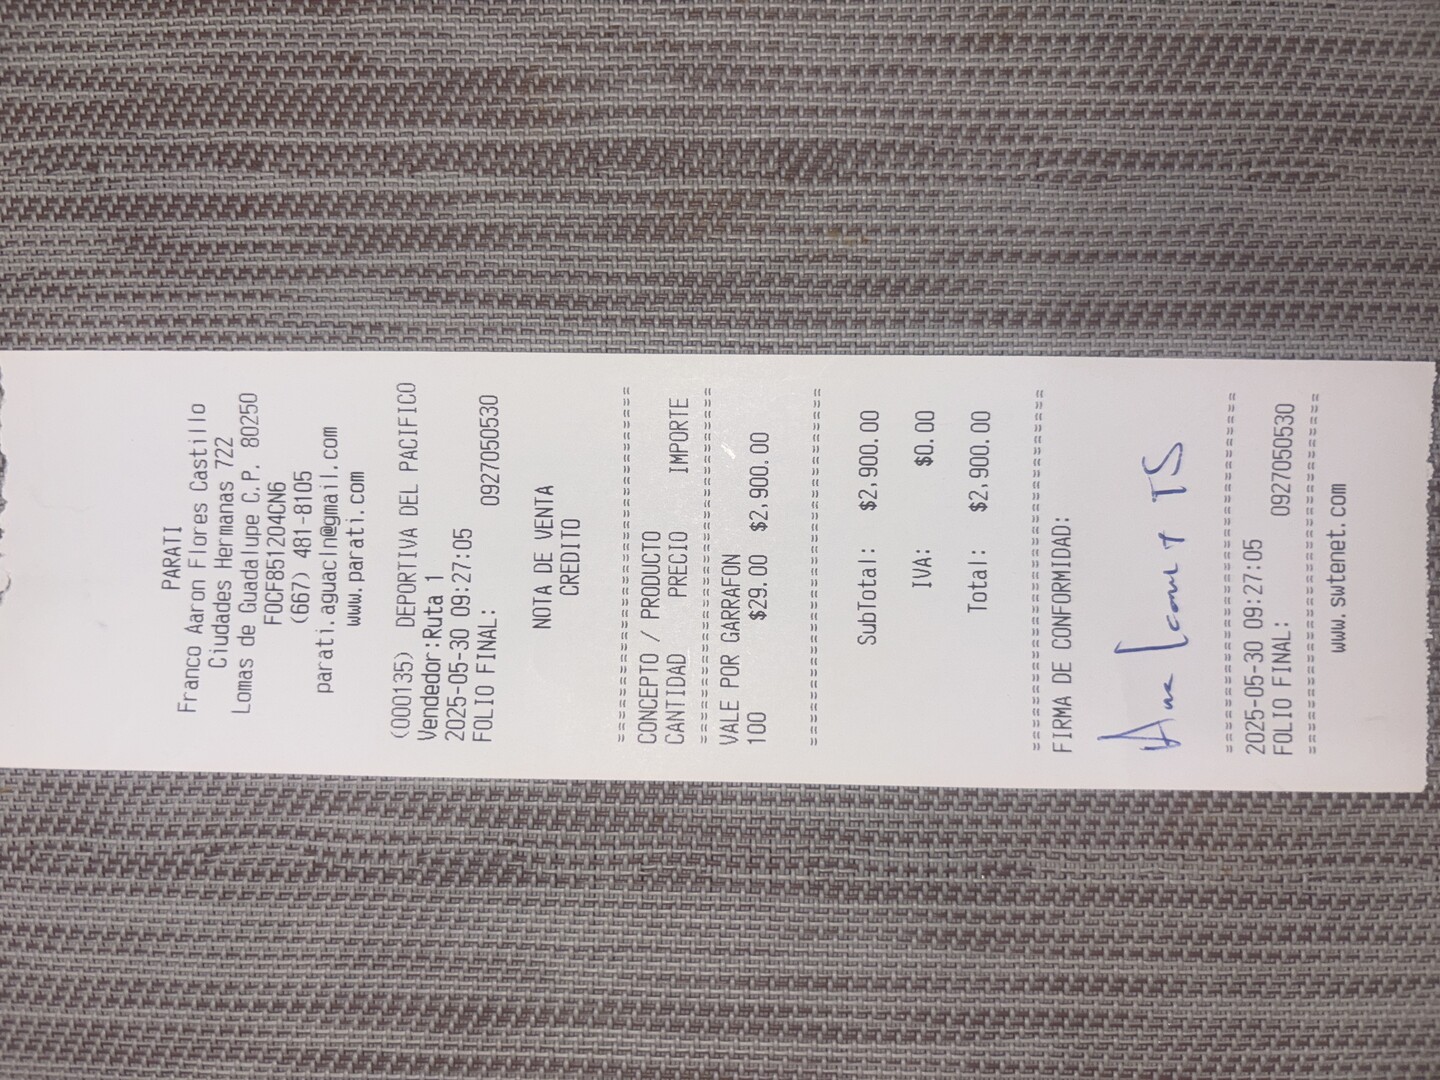 PARATI
Franco Aaron Flores Castillo
Ciudades Hermanas 722
Lomas de Guadalupe C.P. 80250
FOCF851204CN6
(667) 481-8105
parati.aguacln@gmail.com
www.parati.com
(000135) DEPORTIVA DEL PACIFICO
Vendedor:Ruta 1
2025-05-30 09:27:05
FOLIO FINAL: 0927050530
NOTA DE VENTA
CREDITO
CONCEPTO / PRODUCTO
CANTIDAD PRECIO IMPORTE
VALE POR GARRAFON
100 $29.00 $2,900.00
SubTotal: $2,900.00
IVA: $0.00
Total: $2,900.00
FIRMA DE CONFORMIDAD:
2025-05-30 09:27:05
FOLIO FINAL: 0927050530
www.swtenet.com